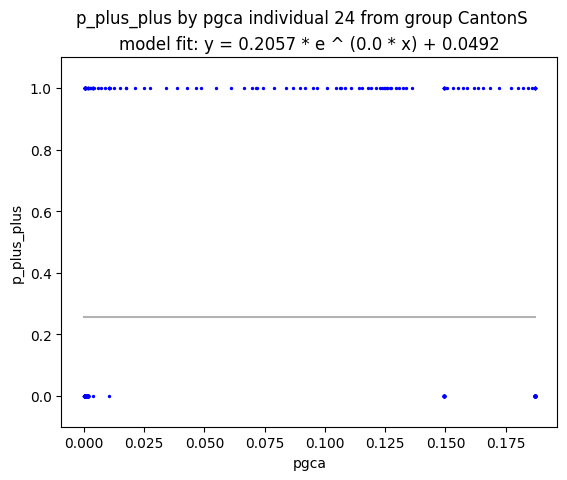 p_plus_plus by pgca individual 24 from group CantonS
model fit: y = 0.2057 * e ^ (0.0 * x) + 0.0492
1.0
0.8
0.6
0.4
0.2
0.0
p_plus_plus
0.000 0.025 0.050 0.075 0.100 0.125 0.150 0.175
pgca